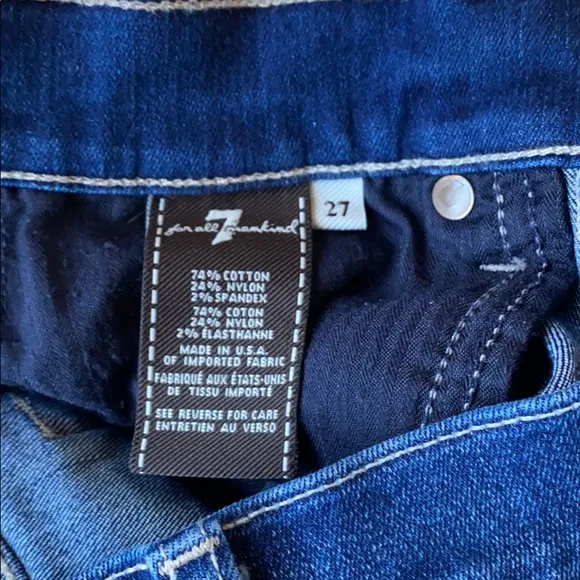 7
for all mankind
27
74% COTTON
24% NYLON
2% SPANDEX
74% COTON
24% NYLON
2% ÉLASTHANNE
MADE IN U.S.A.
OF IMPORTED FABRIC
FABRIQUÉ AUX ÉTATS-UNIS
DE TISSU IMPORTÉ
SEE REVERSE FOR CARE
ENTRETIEN AU VERSO